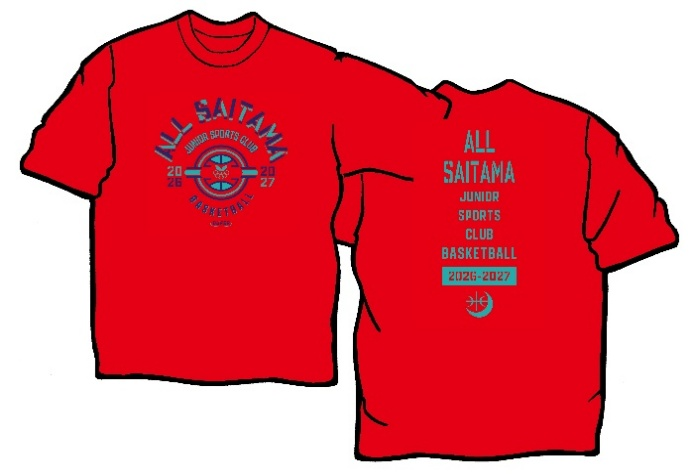 ALL SAITAMA
JUNIOR SPORTS CLUB
20 20
26 27
BASKETBALL
ALL
SAITAMA
JUNIOR
SPORTS
CLUB
BASKETBALL
2026-2027